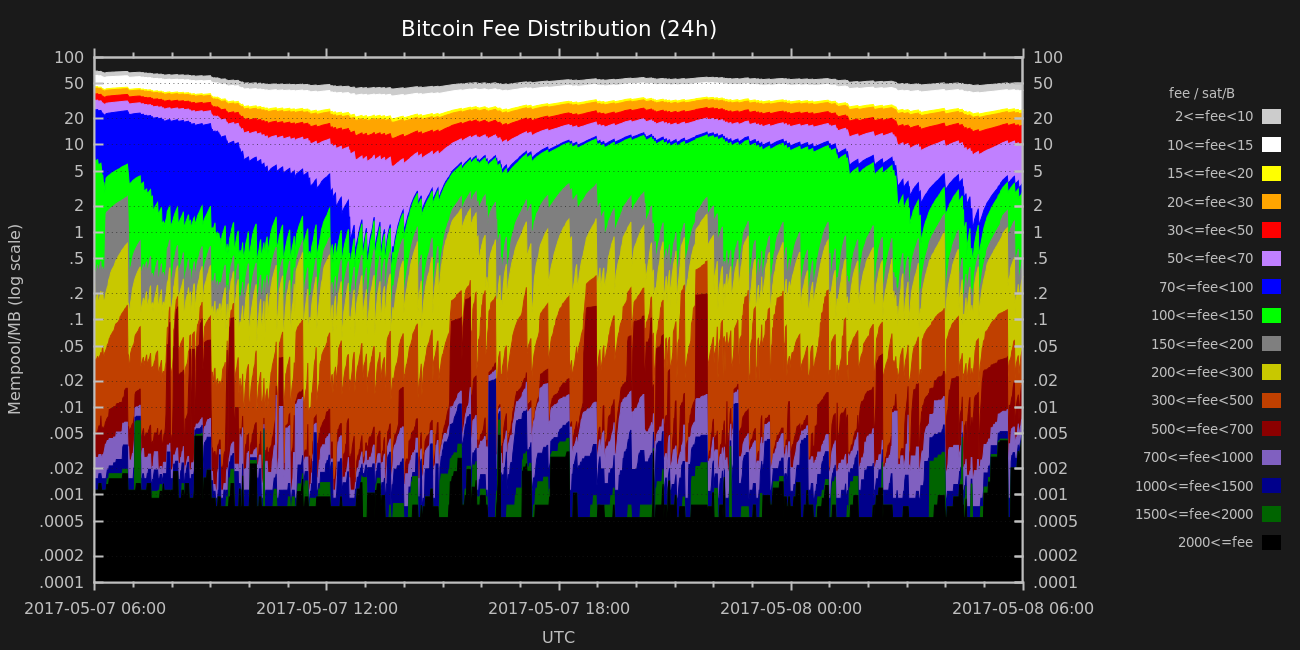 Bitcoin Fee Distribution (24h)
Mempool/MB (log scale)
100
50
20
10
5
2
1
.5
.2
.1
.05
.02
.01
.005
.002
.001
.0005
.0002
.0001
100
50
20
10
5
2
1
.5
.2
.1
.05
.02
.01
.005
.002
.001
.0005
.0002
.0001
fee / sat/B
2<=fee<10
10<=fee<15
15<=fee<20
20<=fee<30
30<=fee<50
50<=fee<70
70<=fee<100
100<=fee<150
150<=fee<200
200<=fee<300
300<=fee<500
500<=fee<700
700<=fee<1000
1000<=fee<1500
1500<=fee<2000
2000<=fee
2017-05-07 06:00
2017-05-07 12:00
2017-05-07 18:00
2017-05-08 00:00
2017-05-08 06:00
UTC